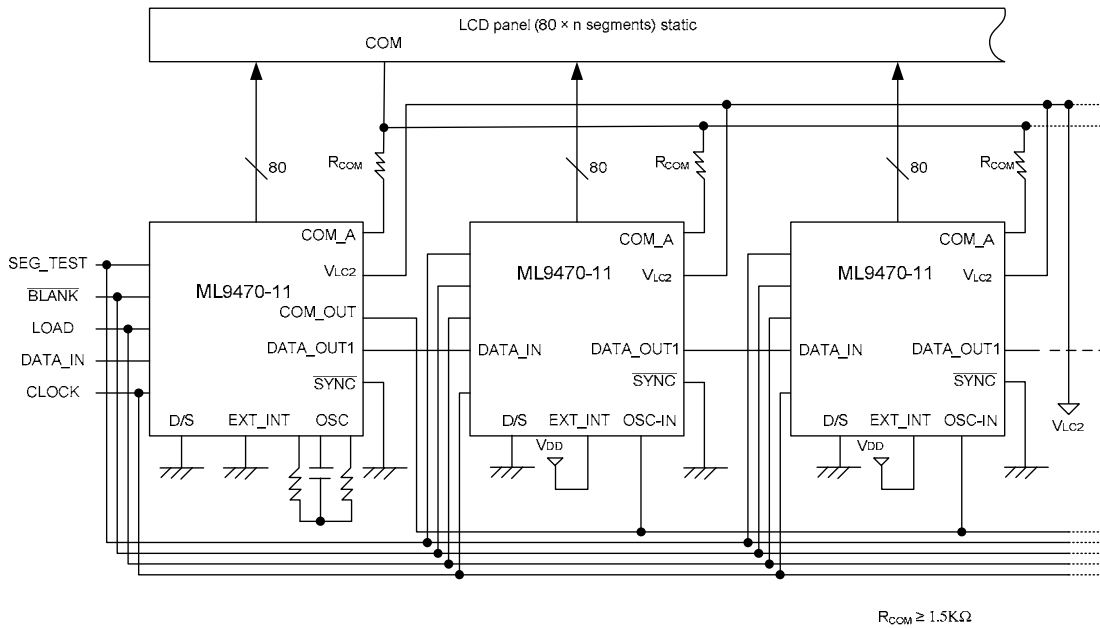 LCD panel (80 × n segments) static
COM
80
RCOM
80
RCOM
80
RCOM
COM_A
COM_A
COM_A
SEG_TEST
VLC2
VLC2
VLC2
ML9470-11
ML9470-11
ML9470-11
BLANK
COM_OUT
LOAD
DATA_OUT1
DATA_IN
DATA_OUT1
DATA_IN
DATA_OUT1
DATA_IN
SYNC
SYNC
SYNC
CLOCK
D/S
EXT_INT
OSC
D/S
EXT_INT
OSC-IN
D/S
EXT_INT
OSC-IN
VLC2
VDD
VDD
RCOM ≥ 1.5KΩ